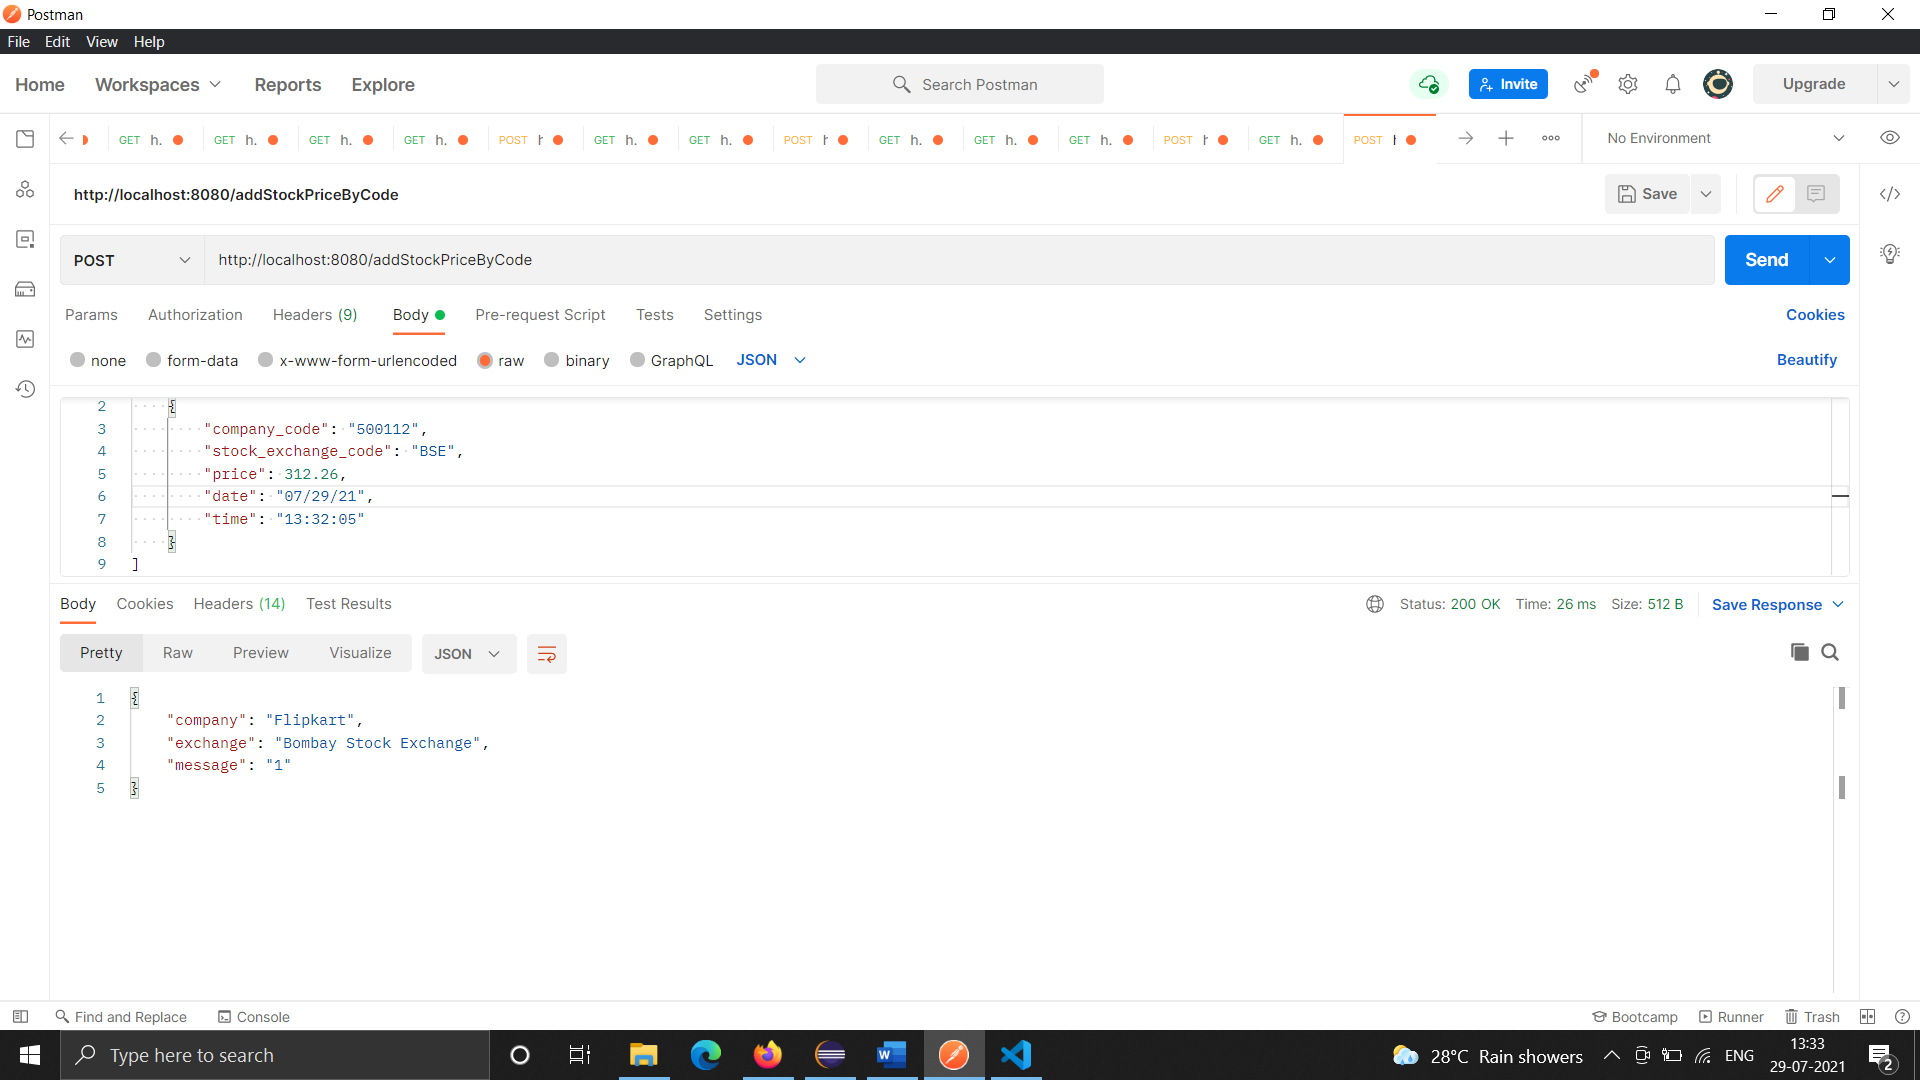 Postman
File Edit View Help
Home Workspaces Reports Explore Search Postman Invite Upgrade
GET h. GET h. GET h. GET h. POST h GET h. GET h. POST h GET h. GET h. GET h. POST h GET h. POST h No Environment
http://localhost:8080/addStockPriceByCode Save
POST http://localhost:8080/addStockPriceByCode Send
Params Authorization Headers (9) Body Pre-request Script Tests Settings Cookies
none form-data x-www-form-urlencoded raw binary GraphQL JSON Beautify
2 {
3 "company_code": "500112",
4 "stock_exchange_code": "BSE",
5 "price": 312.26,
6 "date": "07/29/21",
7 "time": "13:32:05"
8 }
9 ]
Body Cookies Headers (14) Test Results Status: 200 OK Time: 26 ms Size: 512 B Save Response
Pretty Raw Preview Visualize JSON
1 {
2 "company": "Flipkart",
3 "exchange": "Bombay Stock Exchange",
4 "message": "1"
5 }
Find and Replace Console Bootcamp Runner Trash
Type here to search 28°C Rain showers ENG 13:33
29-07-2021 2